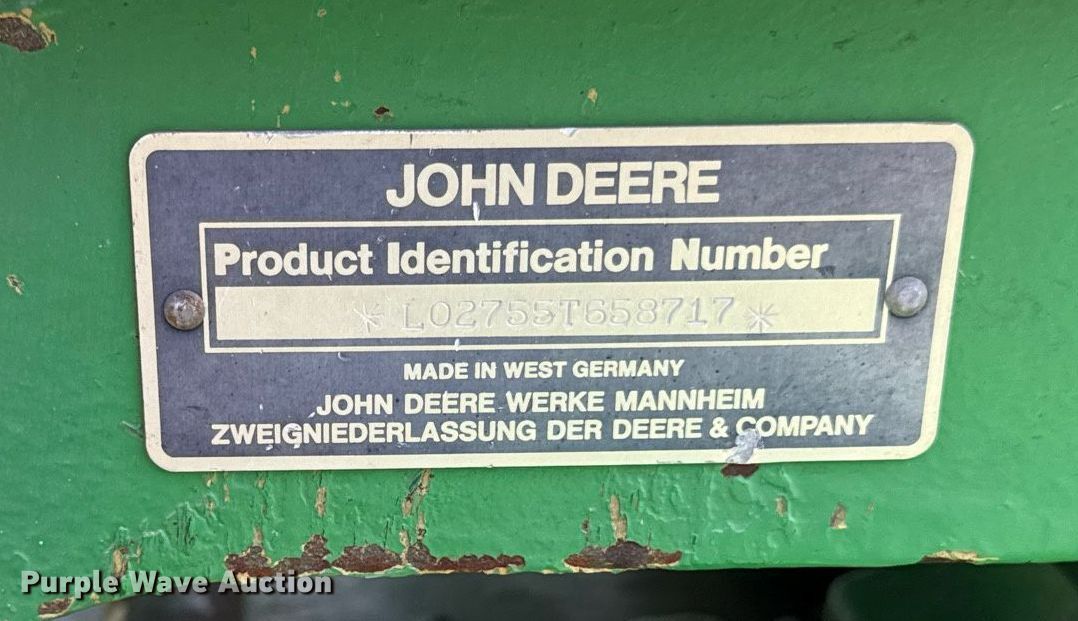 JOHN DEERE
Product Identification Number
* L02755T658717 *
MADE IN WEST GERMANY
JOHN DEERE WERKE MANNHEIM
ZWEIGNIEDERLASSUNG DER DEERE & COMPANY
Purple Wave Auction